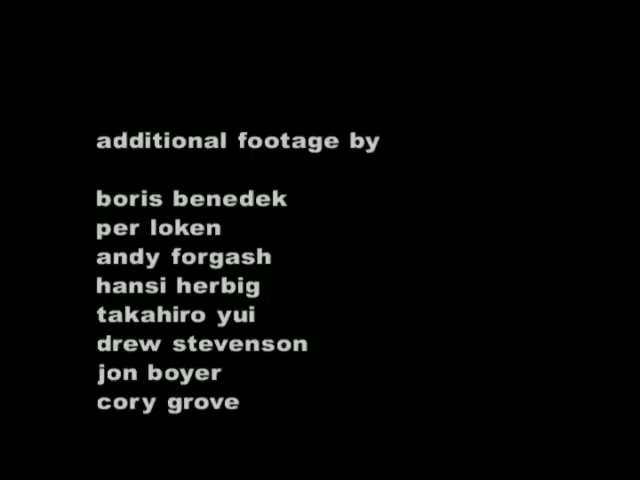 additional footage by
boris benedek
per loken
andy forgash
hansi herbig
takahiro yui
drew stevenson
jon boyer
cory grove